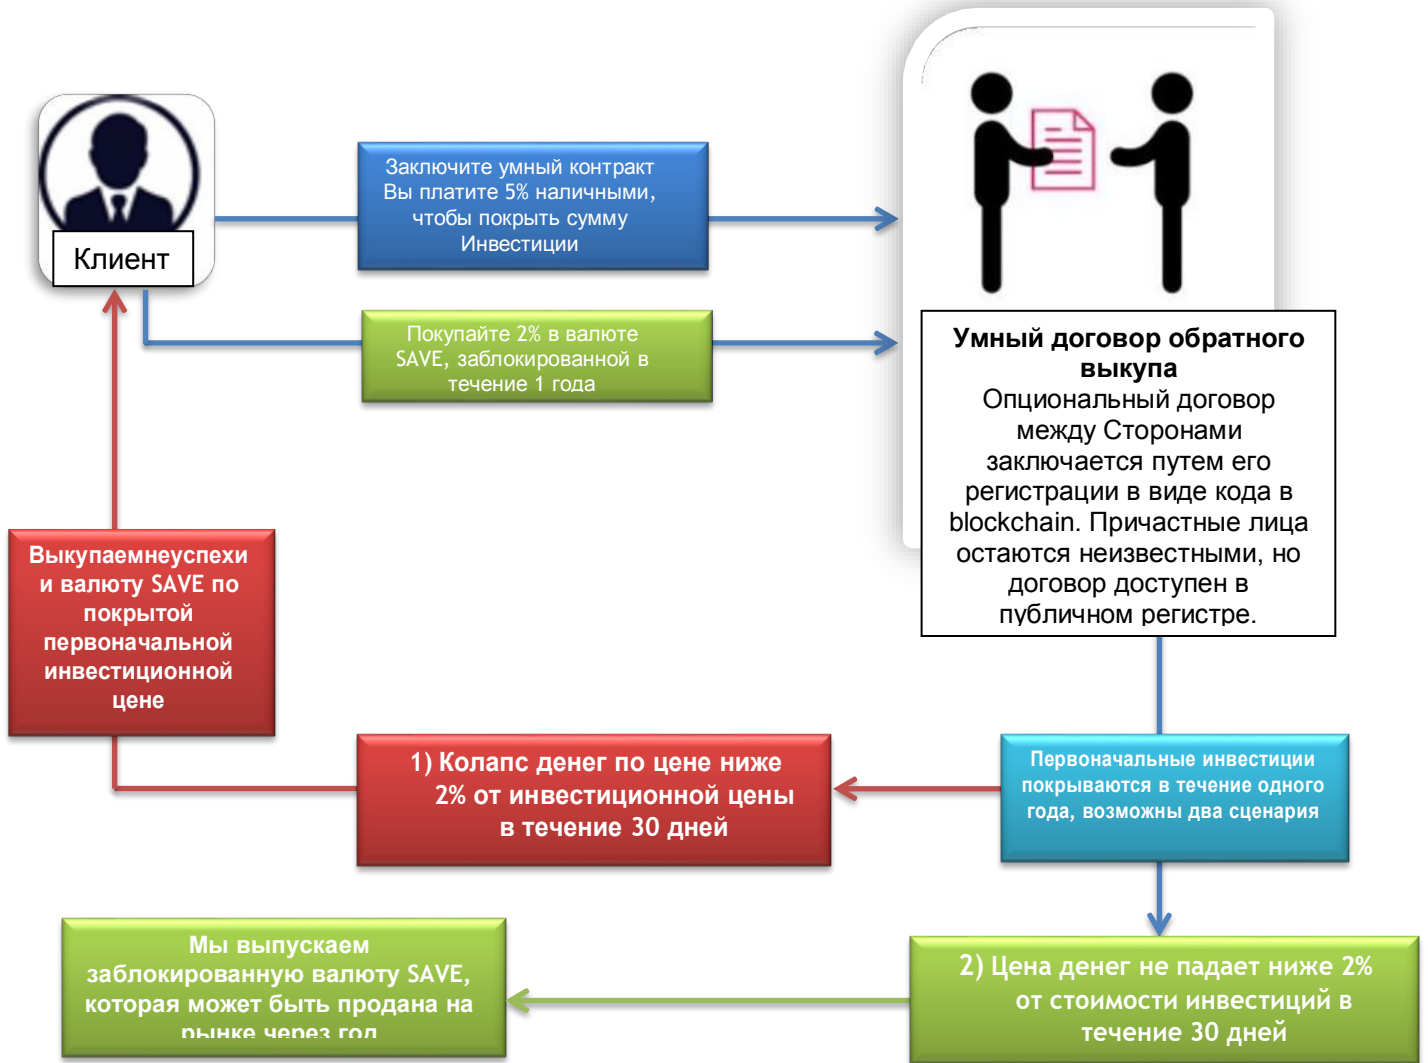 Клиент
Заключите умный контракт
Вы платите 5% наличными,
чтобы покрыть сумму
Инвестиции
Покупайте 2% в валюте
SAVE, заблокированной в
течение 1 года
Умный договор обратного
выкупа
Опциональный договор
между Сторонами
заключается путем его
регистрации в виде кода в
blockchain. Причастные лица
остаются неизвестными, но
договор доступен в
публичном регистре.
Выкупаемнеуспехи
и валюту SAVE по
покрытой
первоначальной
инвестиционной
цене
1) Колапс денег по цене ниже
2% от инвестиционной цены
в течение 30 дней
Первоначальные инвестиции
покрываются в течение одного
года, возможны два сценария
Мы выпускаем
заблокированную валюту SAVE,
которая может быть продана на
рынке через год
2) Цена денег не падает ниже 2%
от стоимости инвестиций в
течение 30 дней